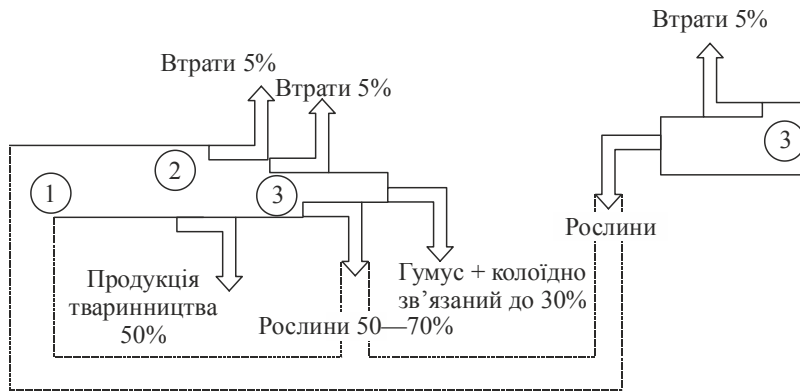 Втрати 5%
Втрати 5%
Втрати 5%
3
2
3
1
Рослини
Продукція
тваринництва
50%
Гумус + колоїдно
зв’язаний до 30%
Рослини 50—70%